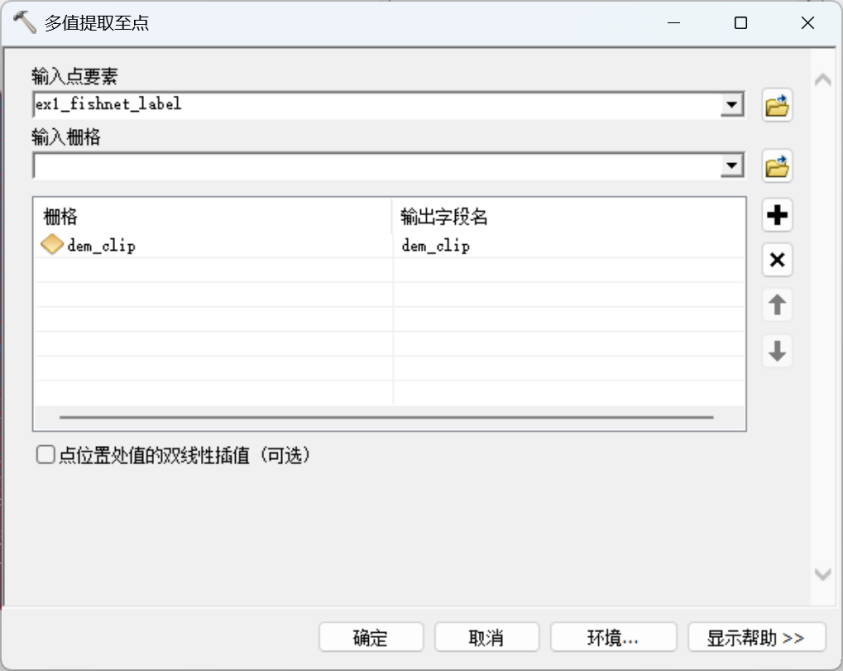 多值提取至点
输入点要素
ex1_fishnet_label
输入栅格
栅格 输出字段名
dem_clip dem_clip
点位置处值的双线性插值（可选）
确定 取消 环境... 显示帮助 >>